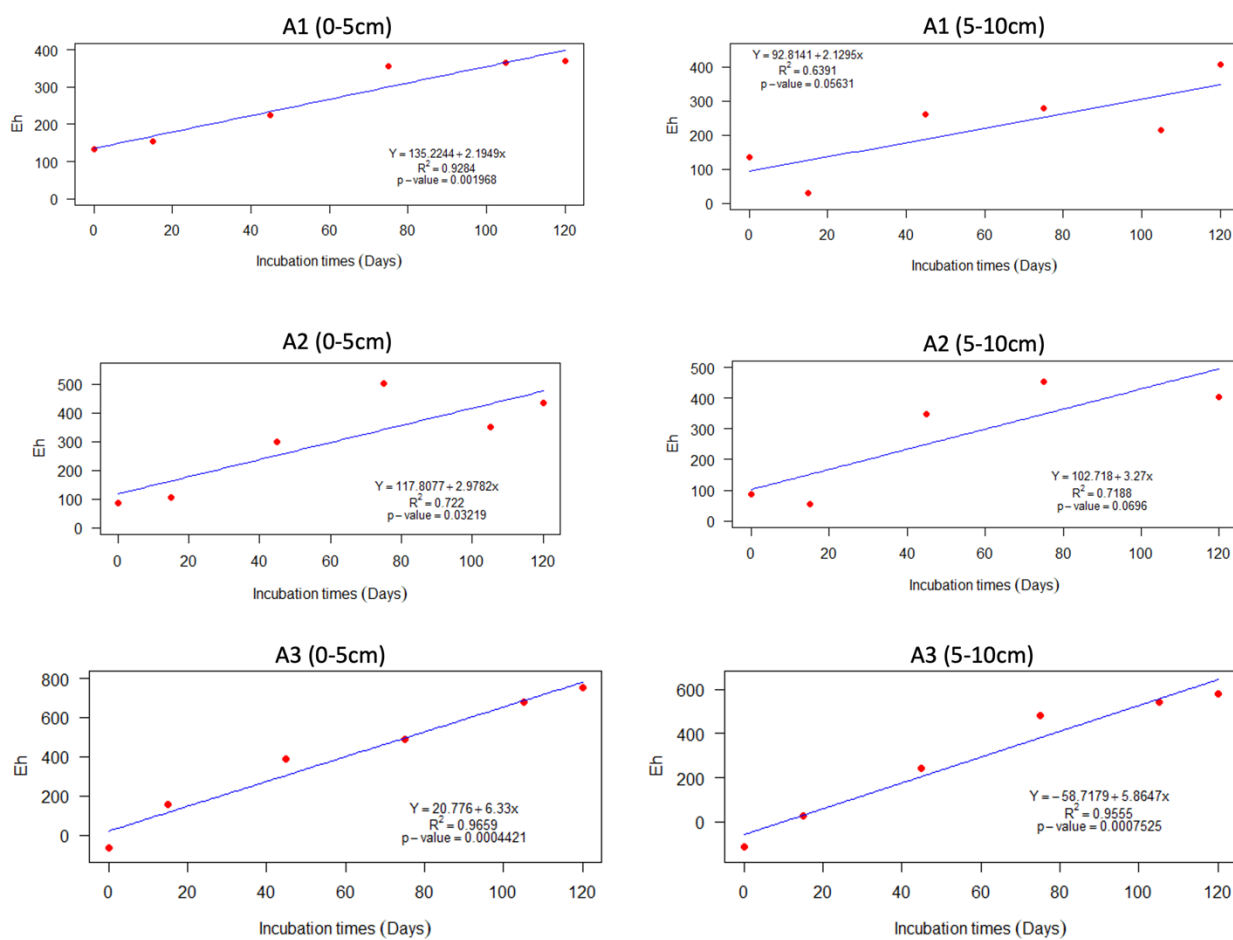 A1 (0-5cm)
400
300
200
100
0
Eh
Y = 135.2244 + 2.1949x
R² = 0.9284
p − value = 0.001968
0 20 40 60 80 100 120
Incubation times (Days)
A1 (5-10cm)
Y = 92.8141 + 2.1295x
R² = 0.6391
p − value = 0.05631
400
300
200
100
0
Eh
0 20 40 60 80 100 120
Incubation times (Days)
A2 (0-5cm)
500
400
300
200
100
0
Eh
Y = 117.8077 + 2.9782x
R² = 0.722
p − value = 0.03219
0 20 40 60 80 100 120
Incubation times (Days)
A2 (5-10cm)
500
400
300
200
100
0
Eh
Y = 102.718 + 3.27x
R² = 0.7188
p − value = 0.0696
0 20 40 60 80 100 120
Incubation times (Days)
A3 (0-5cm)
800
600
400
200
0
Eh
Y = 20.776 + 6.33x
R² = 0.9659
p − value = 0.0004421
0 20 40 60 80 100 120
Incubation times (Days)
A3 (5-10cm)
600
400
200
0
Eh
Y = − 58.7179 + 5.8647x
R² = 0.9555
p − value = 0.0007525
0 20 40 60 80 100 120
Incubation times (Days)